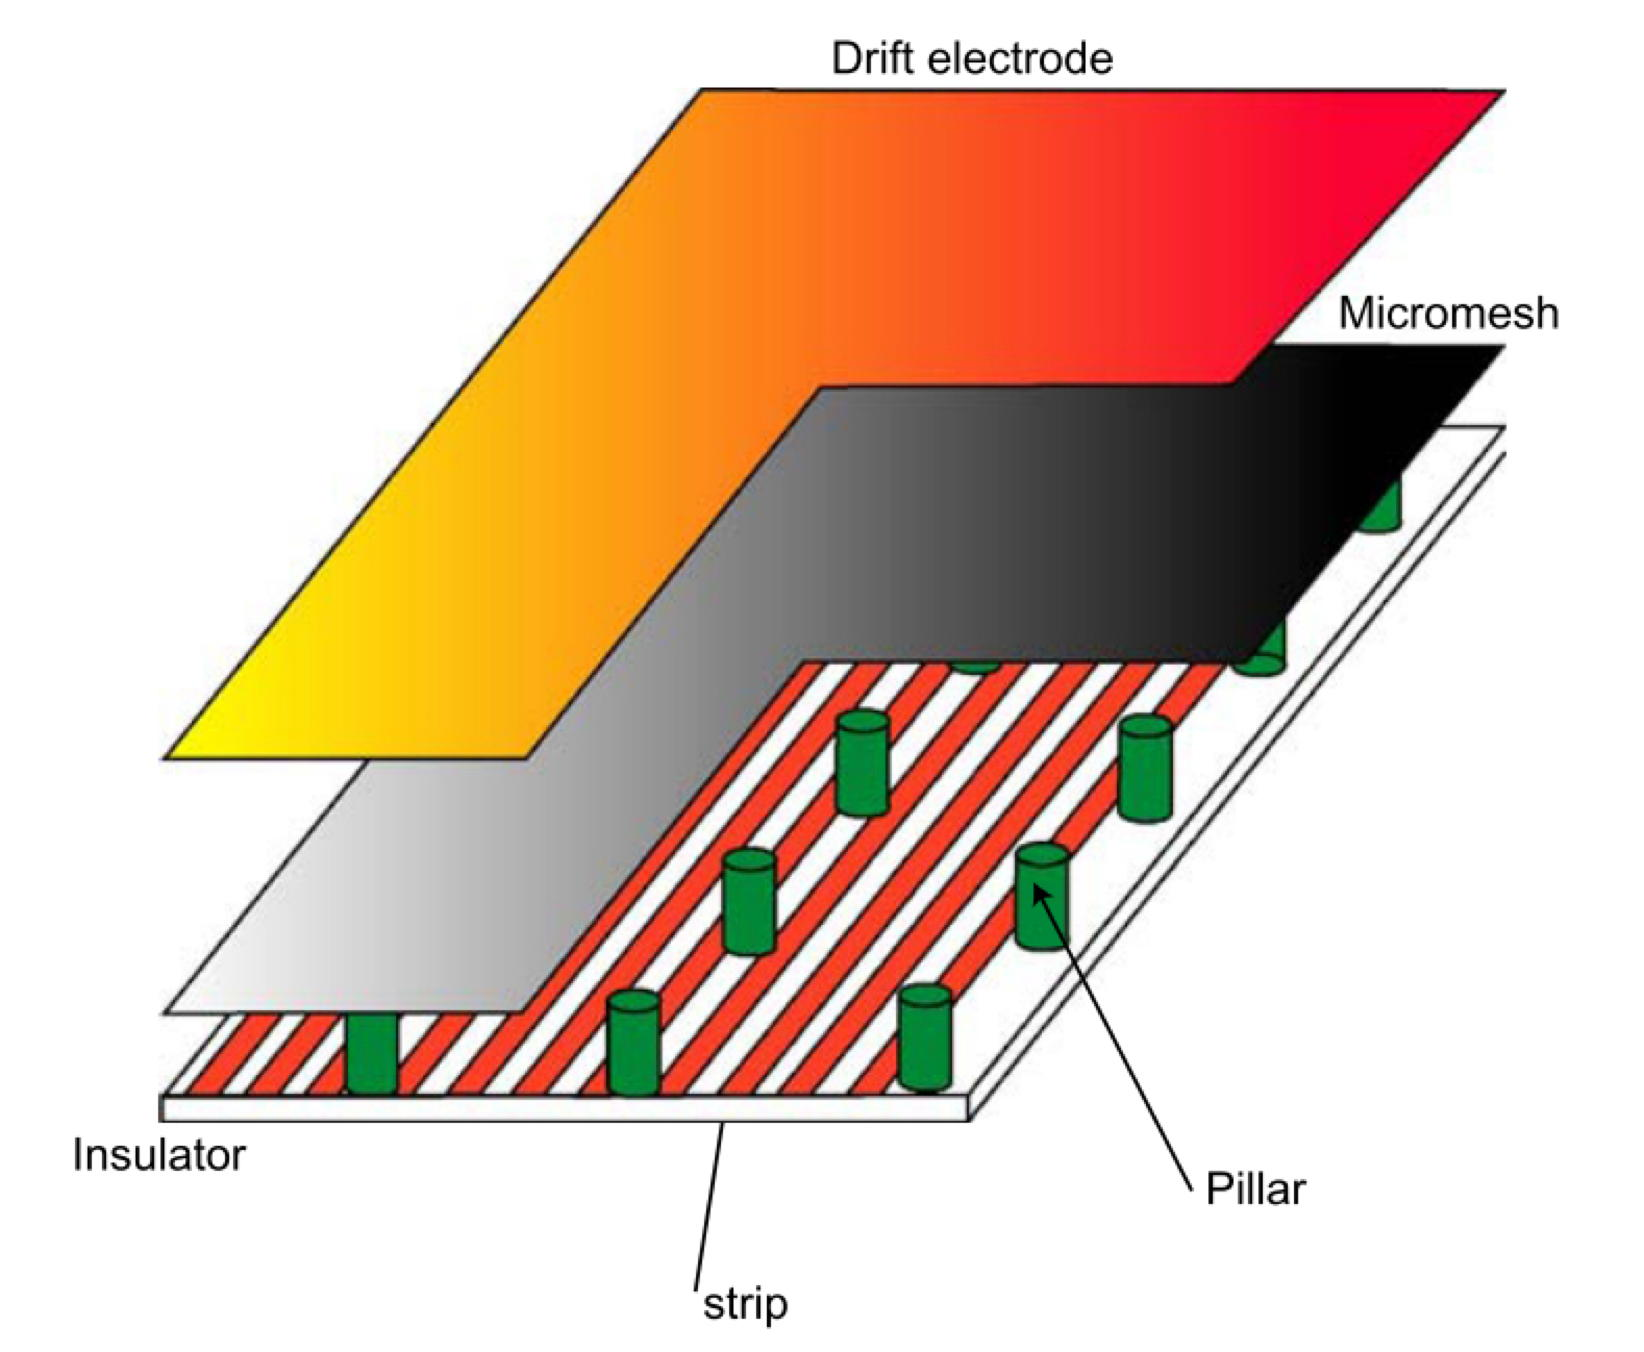 Drift electrode
Micromesh
Insulator
Pillar
strip